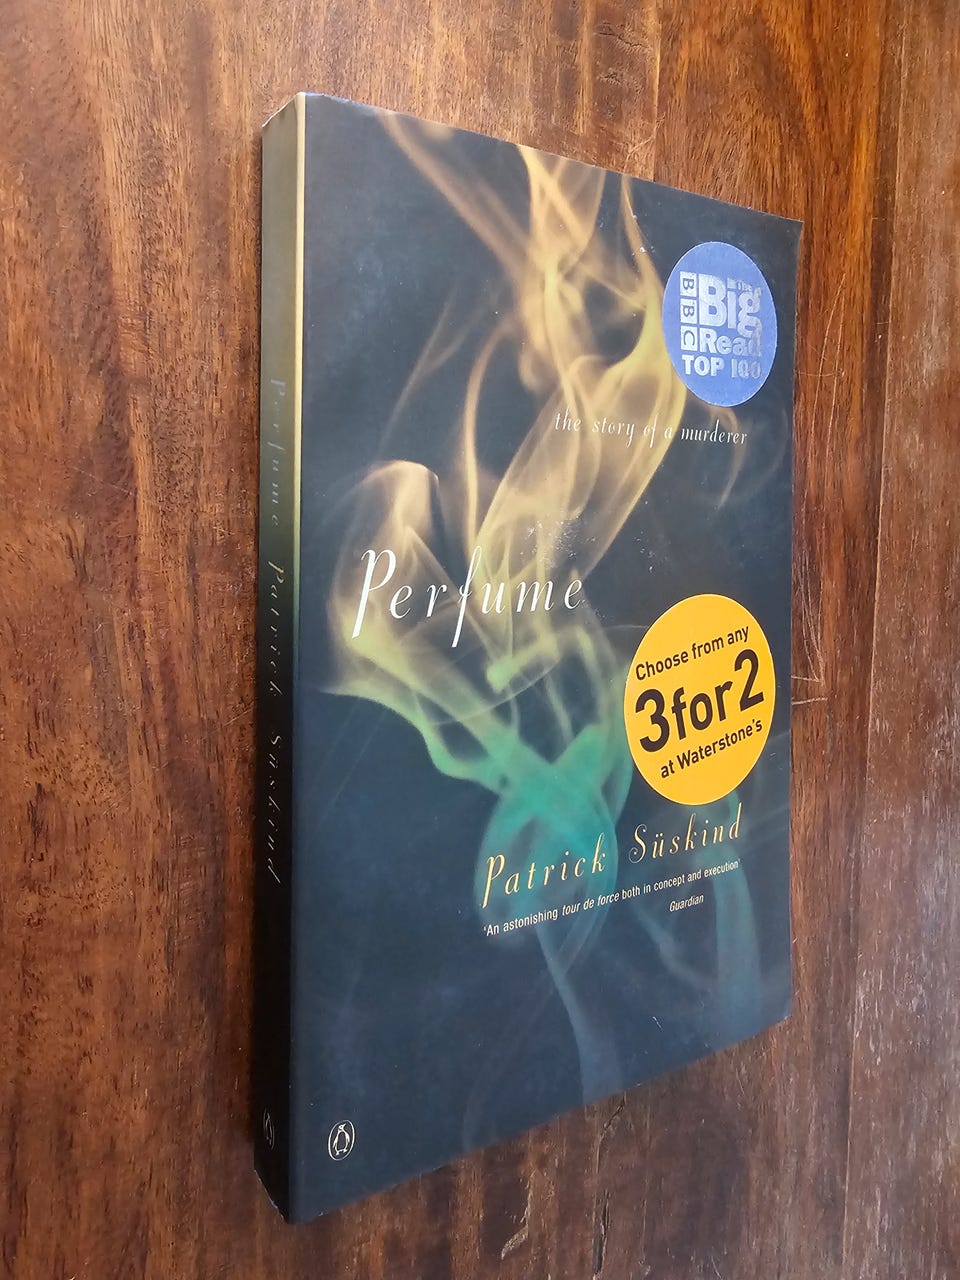 The
BBC
Big
Read
TOP 100
the story of a murderer
Perfume
Choose from any
3for2
at Waterstone's
Patrick Süskind
'An astonishing tour de force both in concept and execution'
Guardian
Perfume Patrick Süskind